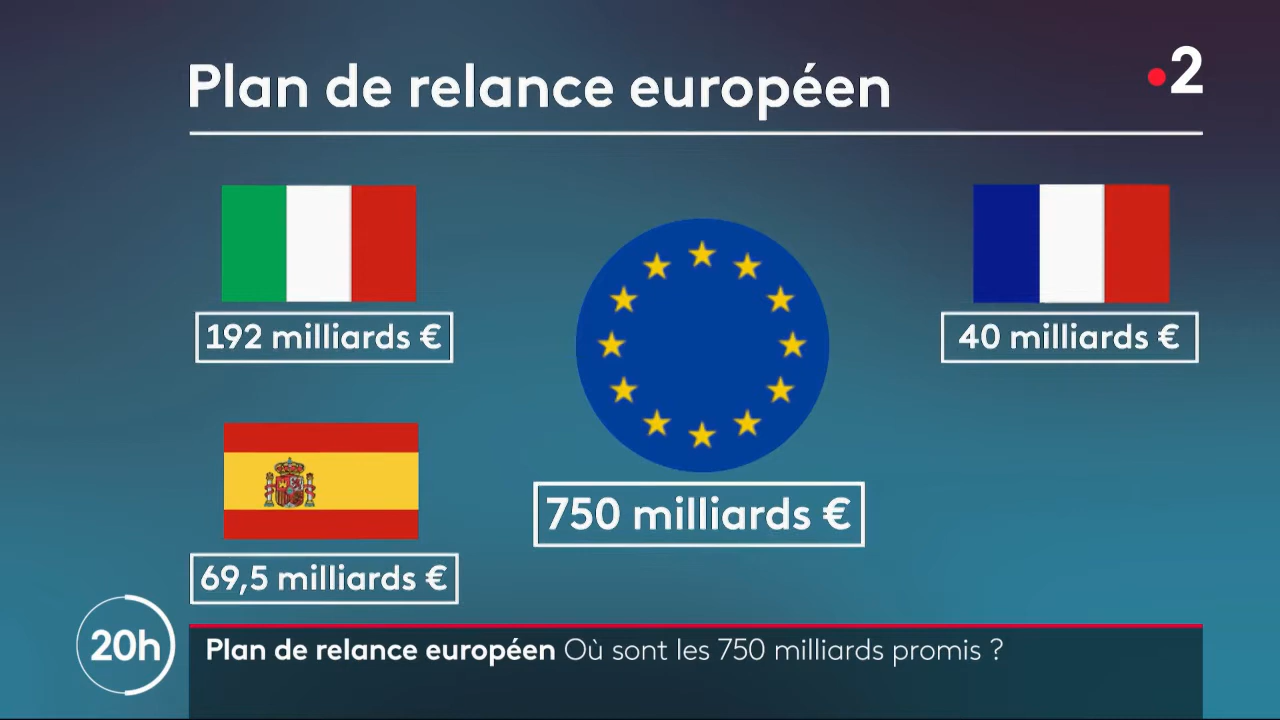 Plan de relance européen
2
192 milliards €
40 milliards €
69,5 milliards €
750 milliards €
20h
Plan de relance européen Où sont les 750 milliards promis ?